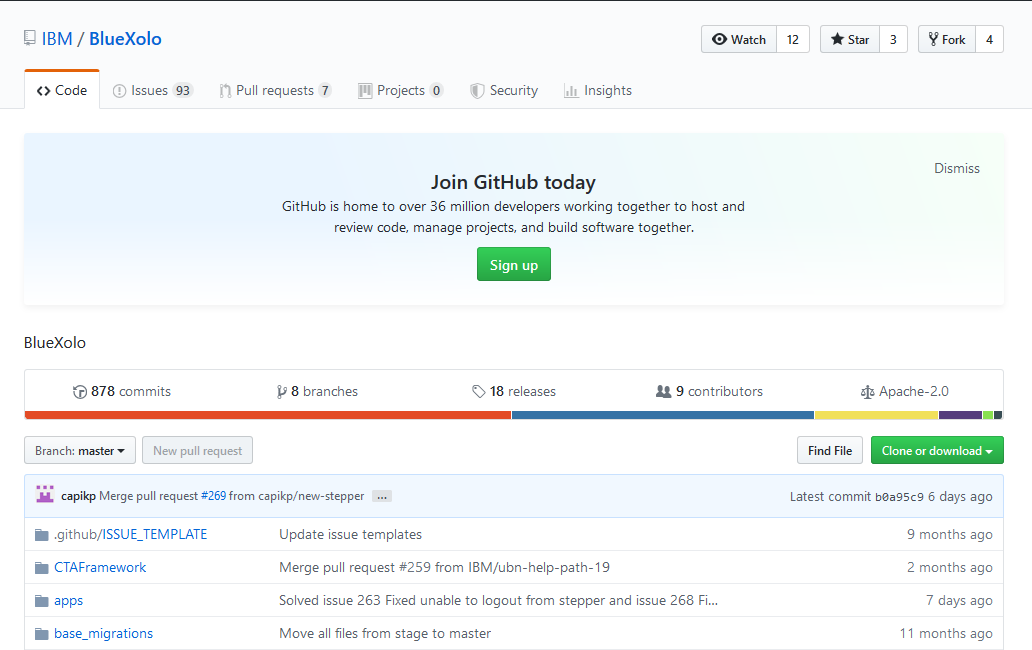 IBM / BlueXolo
Watch 12 Star 3 Fork 4
Code Issues 93 Pull requests 7 Projects 0 Security Insights
Dismiss
Join GitHub today
GitHub is home to over 36 million developers working together to host and
review code, manage projects, and build software together.
Sign up
BlueXolo
878 commits 8 branches 18 releases 9 contributors Apache-2.0
Branch: master New pull request Find File Clone or download
capikp Merge pull request #269 from capikp/new-stepper ... Latest commit b0a95c9 6 days ago
.github/ISSUE_TEMPLATE Update issue templates 9 months ago
CTAFramework Merge pull request #259 from IBM/ubn-help-path-19 2 months ago
apps Solved issue 263 Fixed unable to logout from stepper and issue 268 Fi... 7 days ago
base_migrations Move all files from stage to master 11 months ago